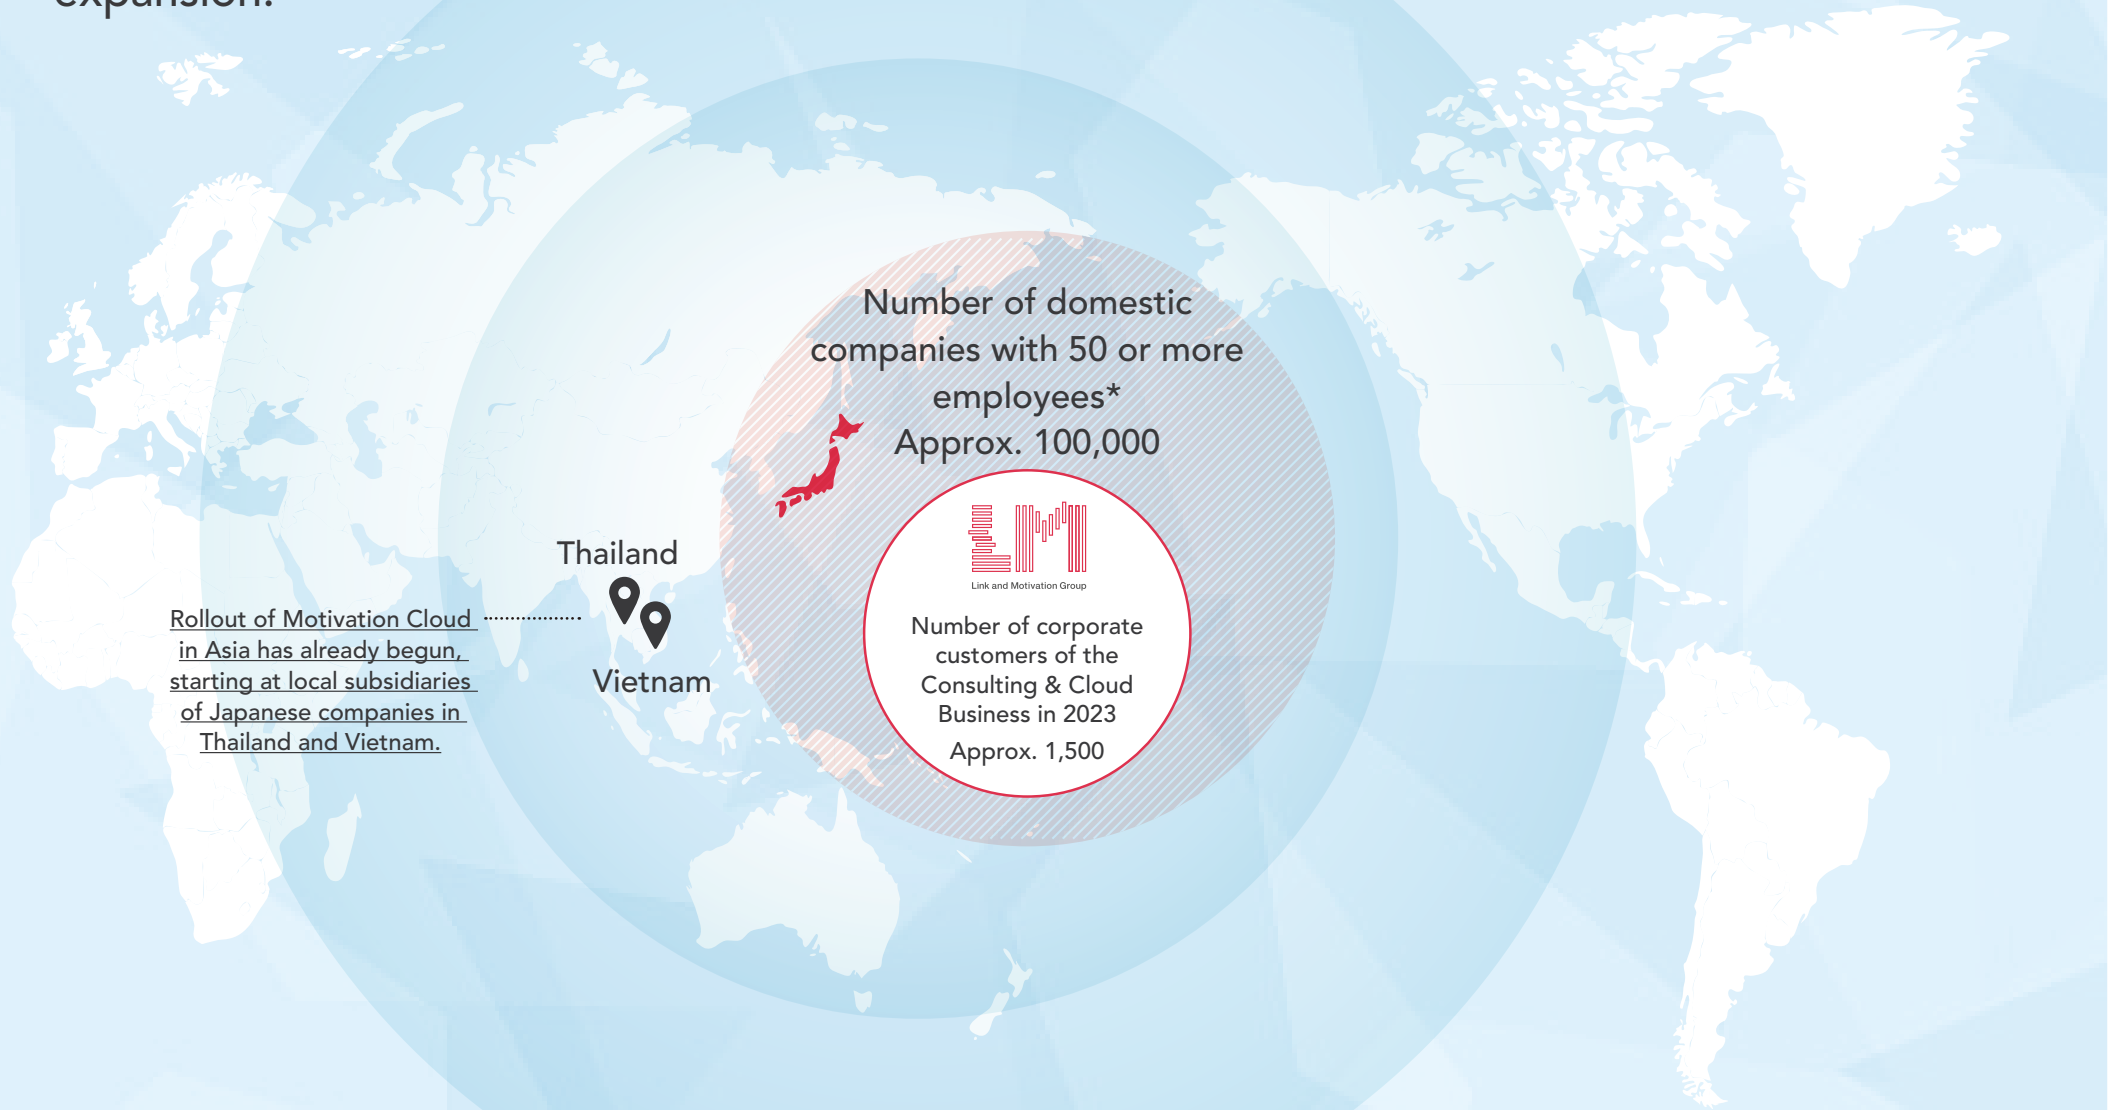 expansion.
Number of domestic
companies with 50 or more
employees*
Approx. 100,000
LM
Link and Motivation Group
Number of corporate
customers of the
Consulting & Cloud
Business in 2023
Approx. 1,500
Thailand
Vietnam
Rollout of Motivation Cloud
in Asia has already begun,
starting at local subsidiaries
of Japanese companies in
Thailand and Vietnam.